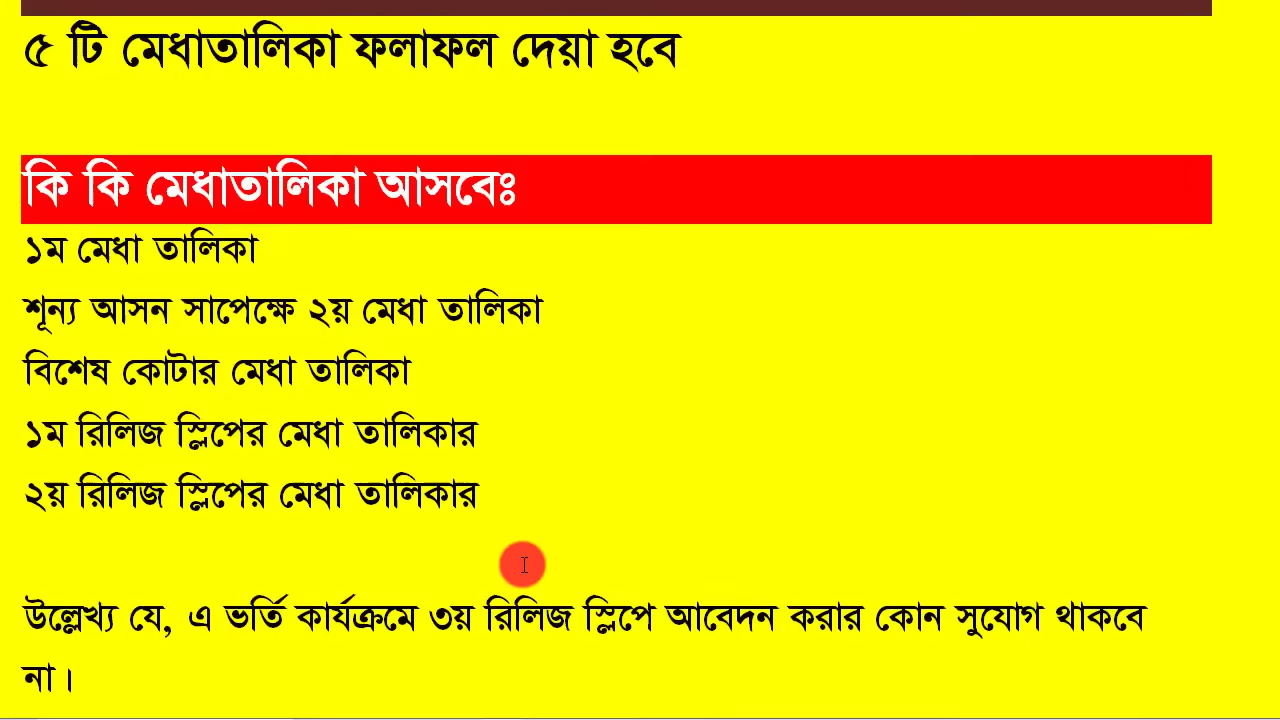 ৫ টি মেধাতালিকা ফলাফল দেয়া হবে
কি কি মেধাতালিকা আসবেঃ
১ম মেধা তালিকা
শূন্য আসন সাপেক্ষে ২য় মেধা তালিকা
বিশেষ কোটার মেধা তালিকা
১ম রিলিজ স্লিপের মেধা তালিকার
২য় রিলিজ স্লিপের মেধা তালিকার
উল্লেখ্য যে, এ ভর্তি কার্যক্রমে ৩য় রিলিজ স্লিপে আবেদন করার কোন সুযোগ থাকবে
না।